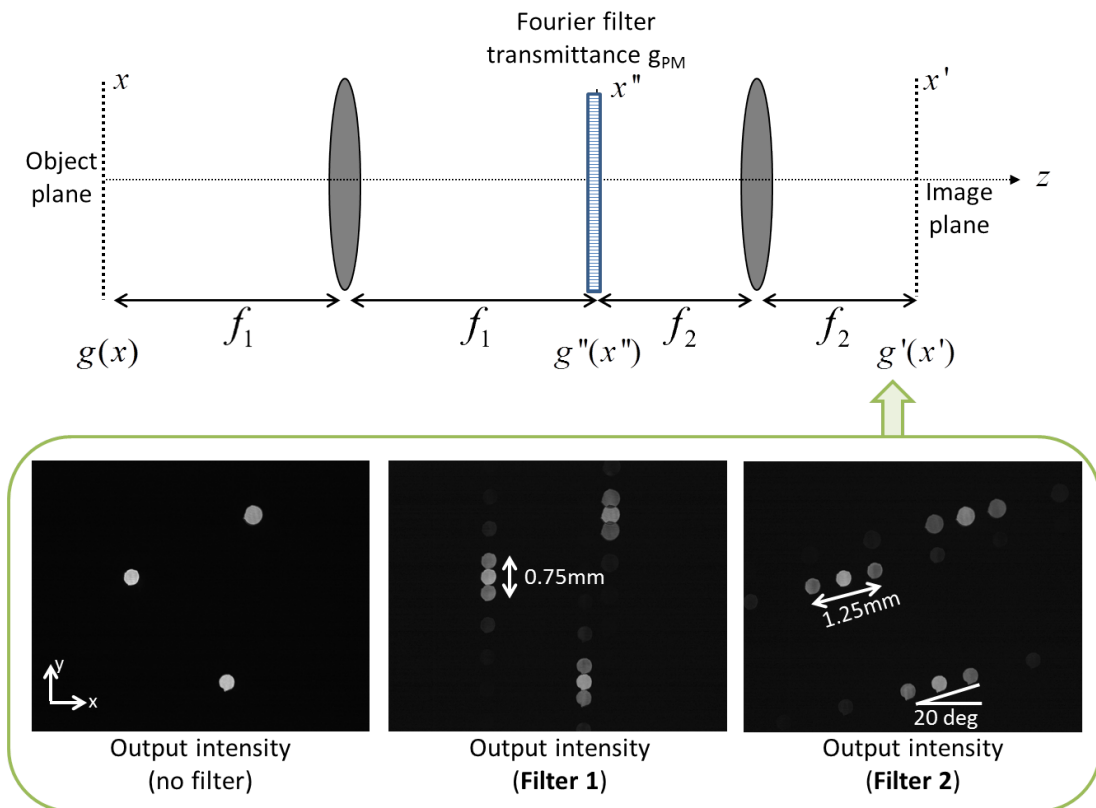 Fourier filter
transmittance g_PM
x
x''
x'
Object
plane
z
Image
plane
f_1
f_1
f_2
f_2
g(x)
g''(x'')
g'(x')
0.75mm
1.25mm
y
x
20 deg
Output intensity
(no filter)
Output intensity
(Filter 1)
Output intensity
(Filter 2)